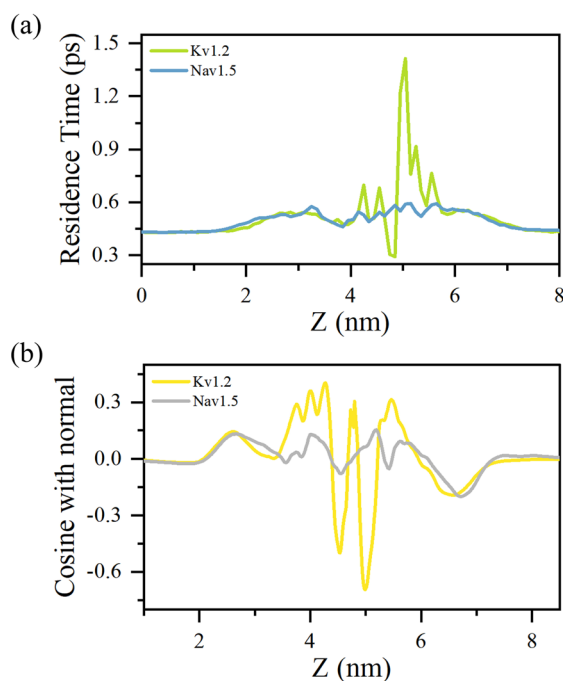 (a)
Residence Time (ps)
1.5
1.2
0.9
0.6
0.3
Kv1.2
Nav1.5
0 2 4 6 8
Z (nm)
(b)
Cosine with normal
0.3
0.0
-0.3
-0.6
Kv1.2
Nav1.5
2 4 6 8
Z (nm)